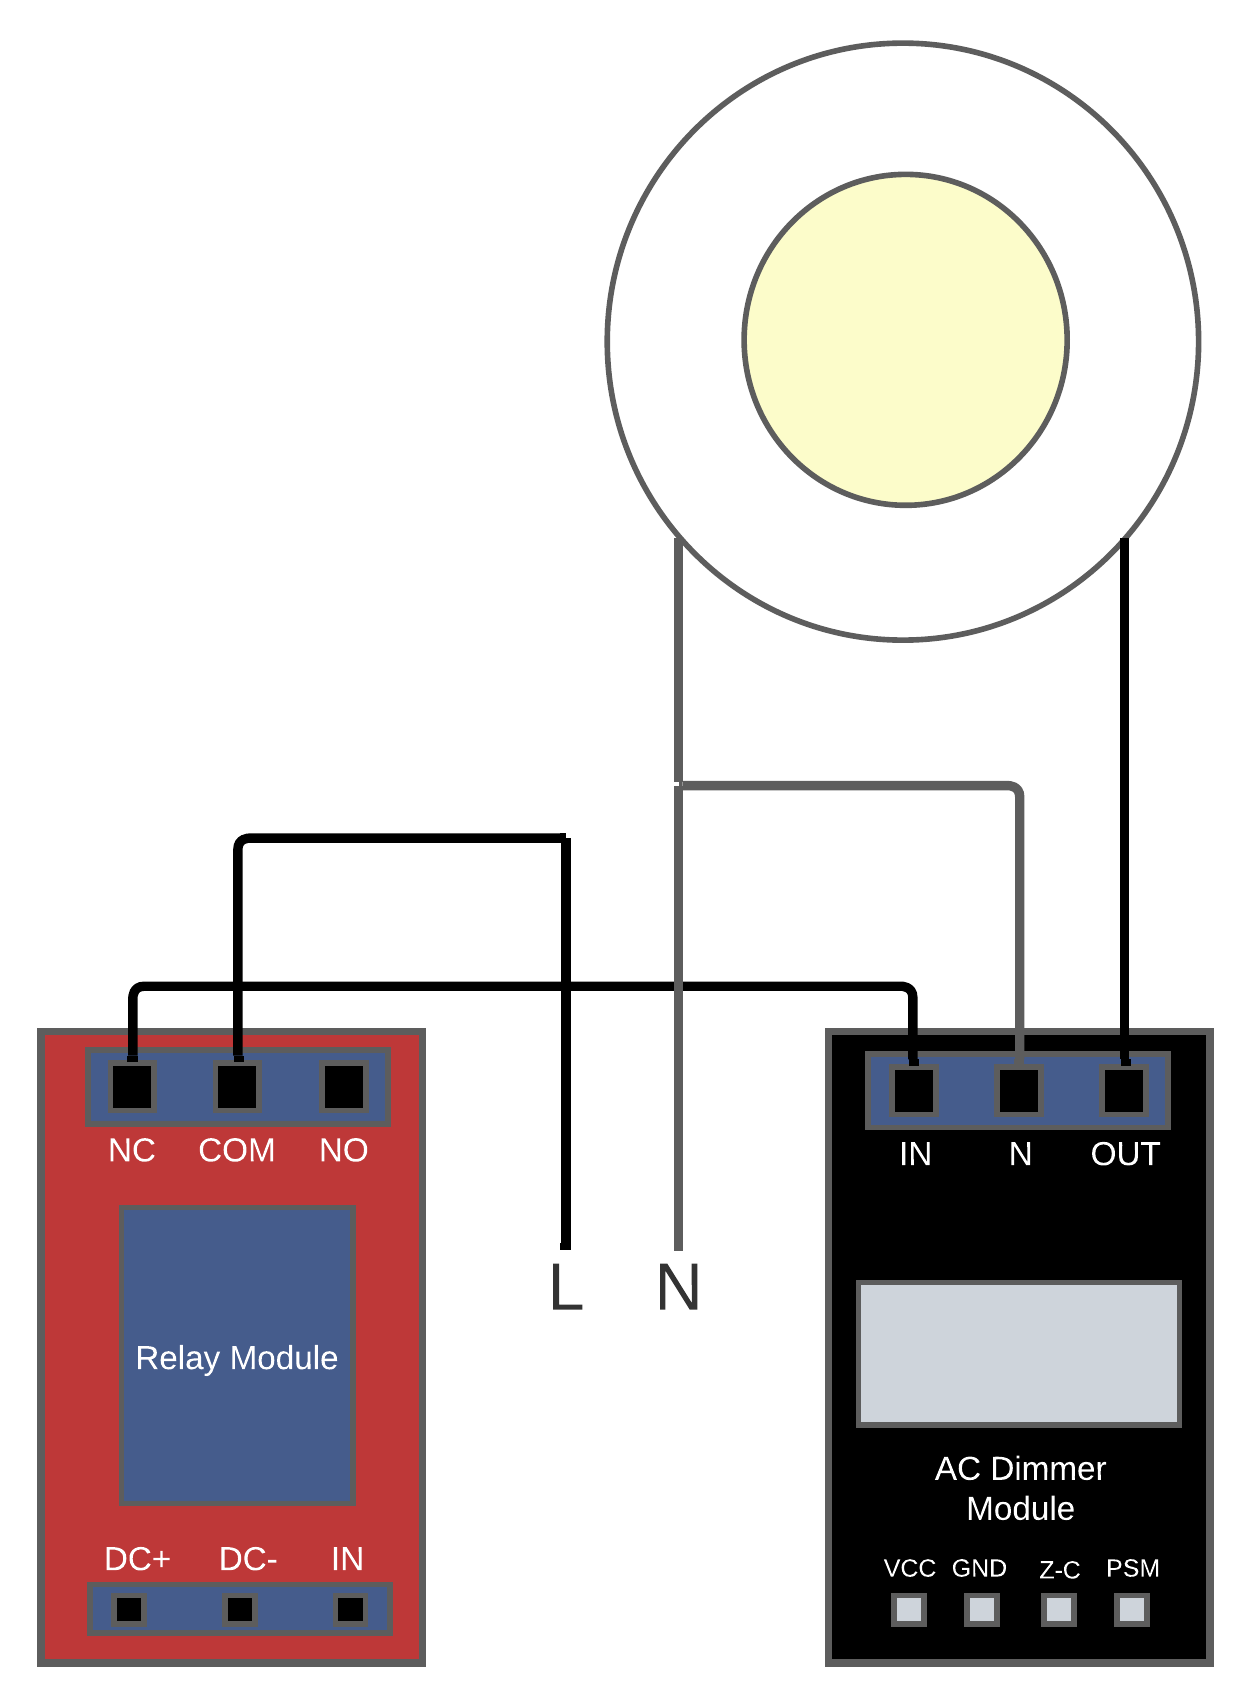 NC COM NO
IN N OUT
L N
Relay Module
AC Dimmer
Module
DC+ DC- IN
VCC GND Z-C PSM